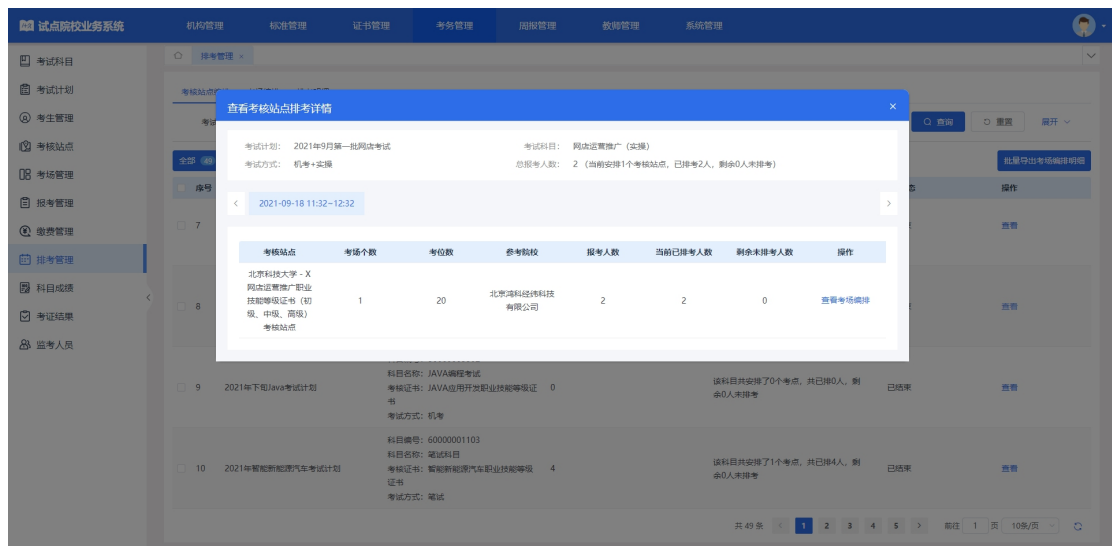 试点院校业务系统
机构管理 标准管理 证书管理 考务管理 周报管理 教师管理 系统管理
考试科目
考试计划
考生管理
考核站点
考场管理
报考管理
缴费管理
排考管理
科目成绩
考证结果
监考人员
排考管理 ×
考核站点
查看考核站点排考详情 ×
查询 重置 展开
考试计划: 2021年9月第一批网店考试 考试科目: 网店运营推广（实操）
考试方式: 机考+实操 总报考人数: 2 （当前安排1个考核站点，已排考2人，剩余0人未排考）
全部 49 批量导出考场编排明细
序号 态 操作
2021-09-18 11:32~12:32
7 查看
考核站点 考场个数 考位数 参考院校 报考人数 当前已排考人数 剩余未排考人数 操作
北京科技大学 - X
网店运营推广职业
技能等级证书（初
级、中级、高级）
考核站点
1 20 北京鸿科经纬科技
有限公司
2 2 0 查看考场编排
8 查看
科目名称: JAVA编程考试
9 2021年下旬Java考试计划 考核证书: JAVA应用开发职业技能等级证
书
0 该科目共安排了0个考点，共已排0人，剩
余0人未排考
已结束 查看
考试方式: 机考
科目编号: 60000001103
科目名称: 笔试科目
10 2021年智能新能源汽车考试计划 考核证书: 智能新能源汽车职业技能等级
证书
4 该科目共安排了1个考点，共已排4人，剩
余0人未排考
已结束 查看
考试方式: 笔试
共 49 条 1 2 3 4 5 前往 1 页 10条/页